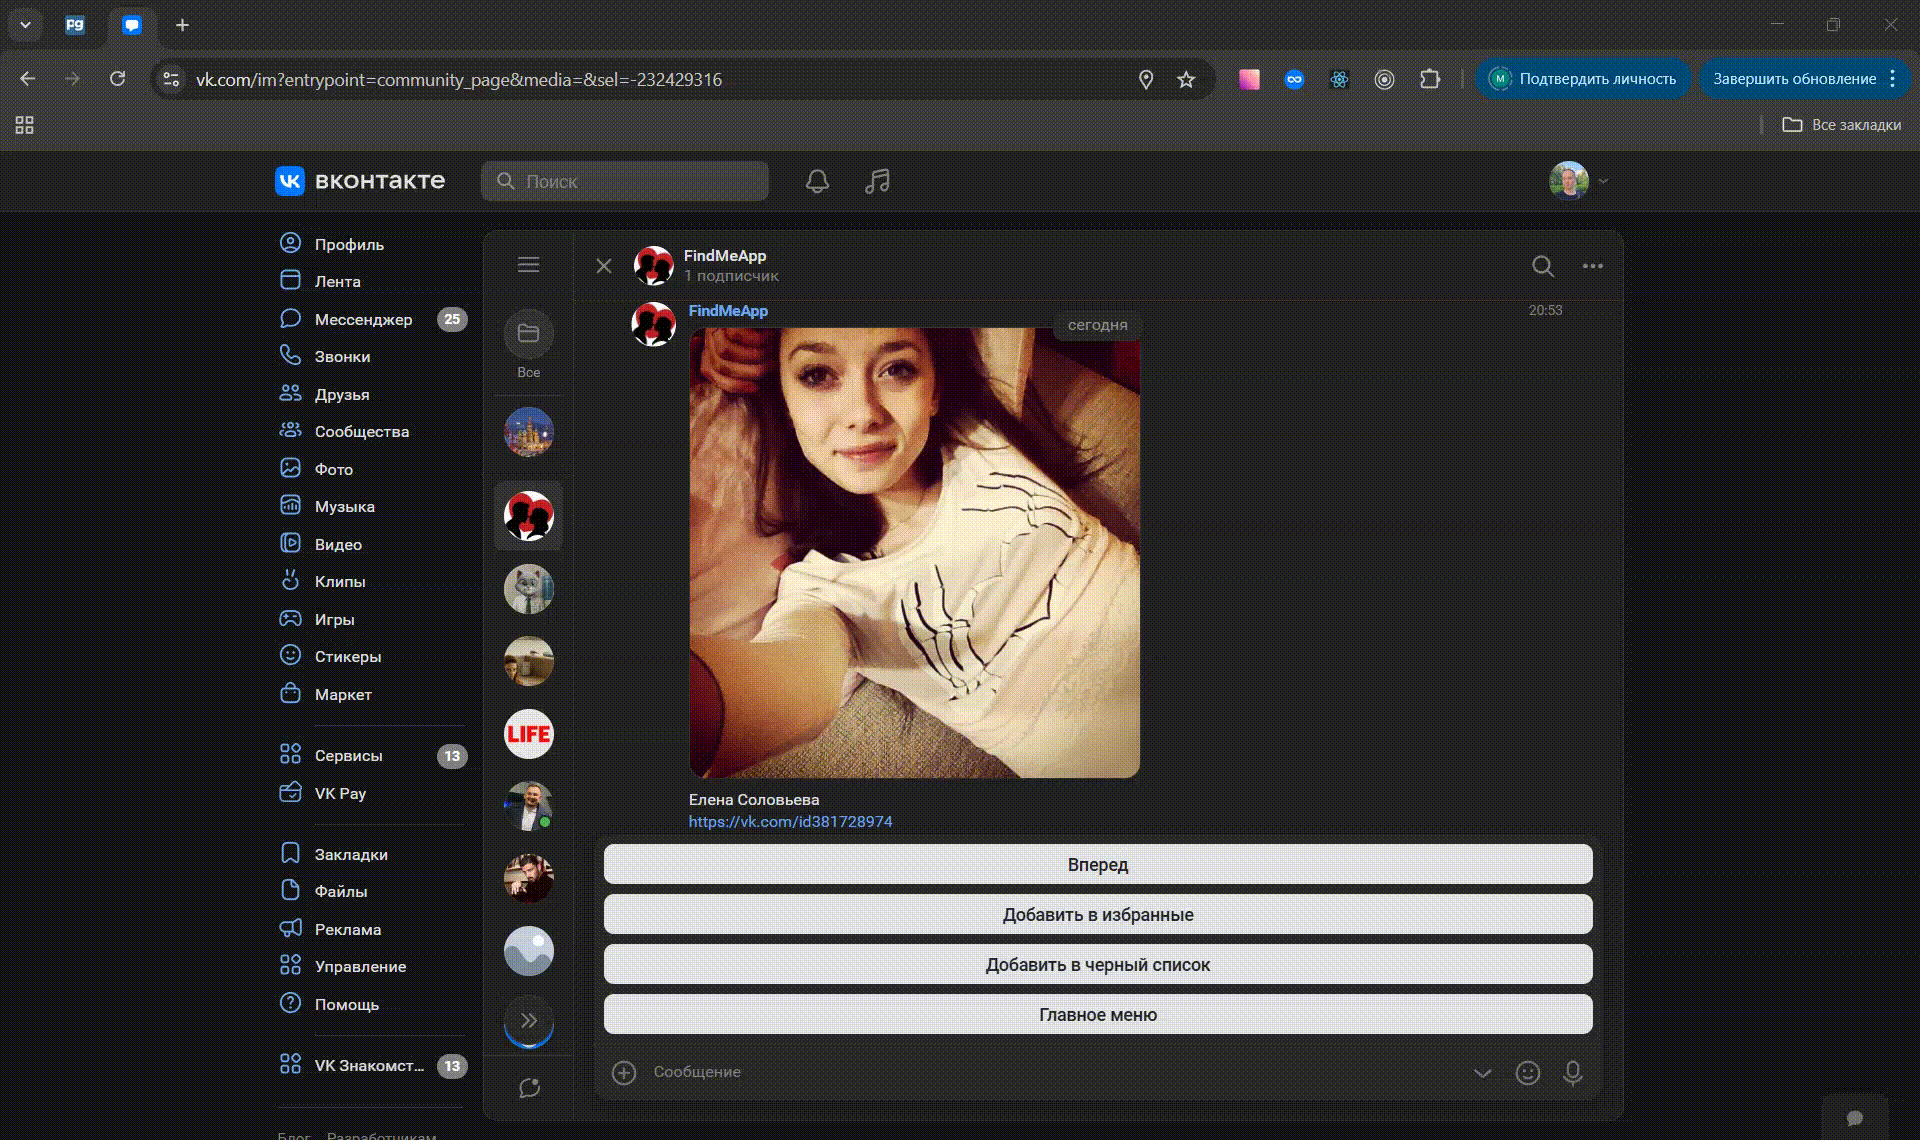 pg
vk.com/im?entrypoint=community_page&media=&sel=-232429316
М
Подтвердить личность
Завершить обновление
Все закладки
вконтакте
Поиск
Профиль
Лента
Мессенджер 25
Звонки
Друзья
Сообщества
Фото
Музыка
Видео
Клипы
Игры
Стикеры
Маркет
Сервисы 13
VK Pay
Закладки
Файлы
Реклама
Управление
Помощь
VK Знакомст... 13
Блог Разработчикам
Все
LIFE
FindMeApp
1 подписчик
FindMeApp 20:53
сегодня
Елена Соловьева
https://vk.com/id381728974
Вперед
Добавить в избранные
Добавить в черный список
Главное меню
Сообщение